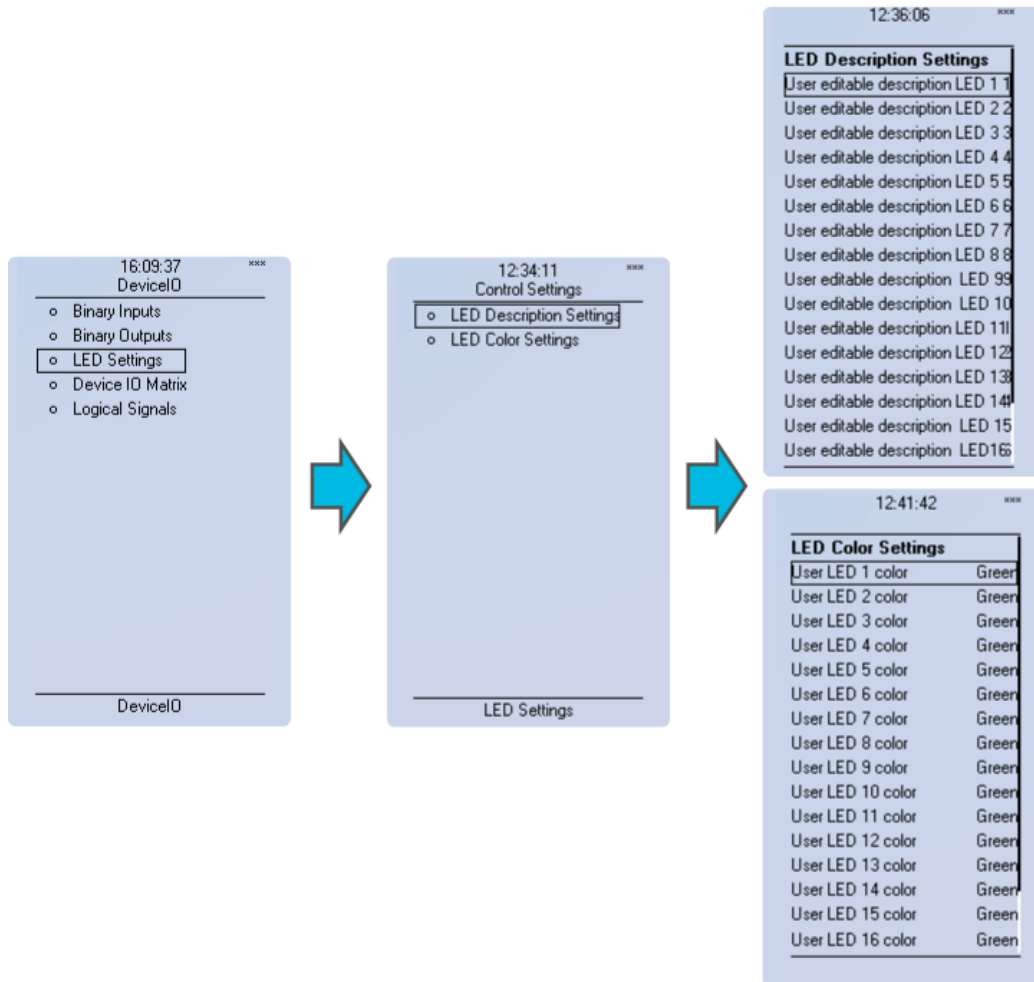 16:09:37 xxx
DeviceIO
Binary Inputs
Binary Outputs
LED Settings
Device IO Matrix
Logical Signals
DeviceIO
12:34:11 xxx
Control Settings
LED Description Settings
LED Color Settings
LED Settings
12:36:06 xxx
LED Description Settings
User editable description LED 1 1
User editable description LED 2 2
User editable description LED 3 3
User editable description LED 4 4
User editable description LED 5 5
User editable description LED 6 6
User editable description LED 7 7
User editable description LED 8 8
User editable description LED 99
User editable description LED 10
User editable description LED 11
User editable description LED 12
User editable description LED 13
User editable description LED 14
User editable description LED 15
User editable description LED16
12:41:42 xxx
LED Color Settings
User LED 1 color Green
User LED 2 color Green
User LED 3 color Green
User LED 4 color Green
User LED 5 color Green
User LED 6 color Green
User LED 7 color Green
User LED 8 color Green
User LED 9 color Green
User LED 10 color Green
User LED 11 color Green
User LED 12 color Green
User LED 13 color Green
User LED 14 color Green
User LED 15 color Green
User LED 16 color Green